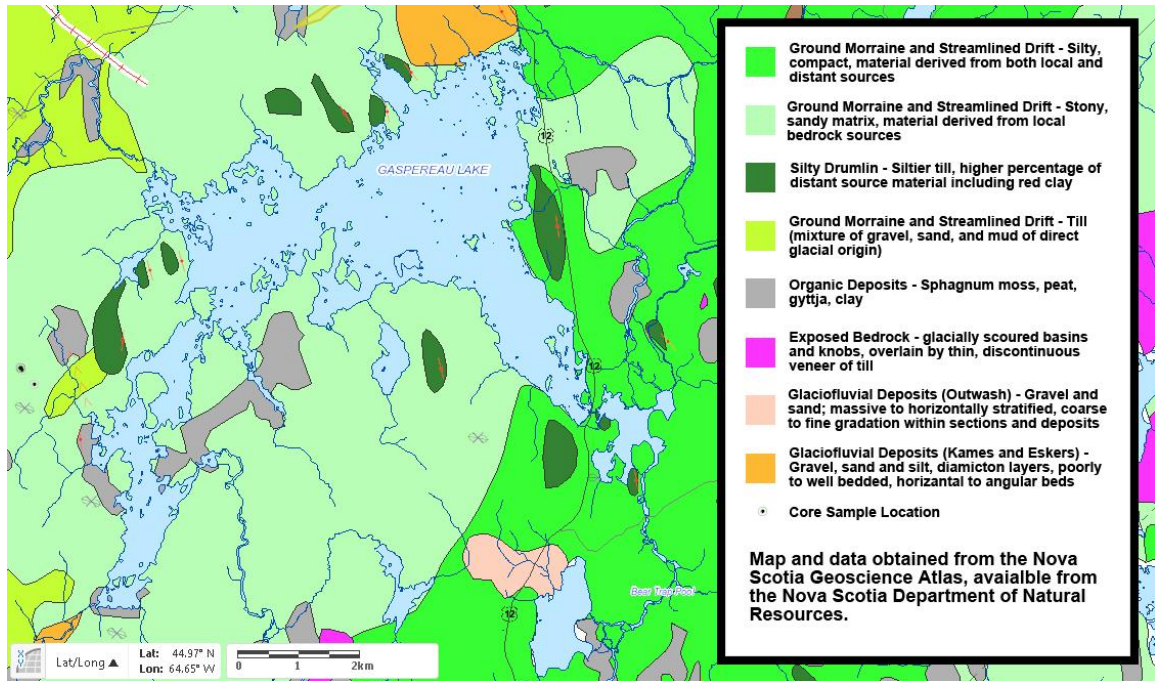 GASPEREAU LAKE
12
12
12
Bear Trap Pool
Ground Morraine and Streamlined Drift - Silty,
compact, material derived from both local and
distant sources
Ground Morraine and Streamlined Drift - Stony,
sandy matrix, material derived from local
bedrock sources
Silty Drumlin - Siltier till, higher percentage of
distant source material including red clay
Ground Morraine and Streamlined Drift - Till
(mixture of gravel, sand, and mud of direct
glacial origin)
Organic Deposits - Sphagnum moss, peat,
gyttja, clay
Exposed Bedrock - glacially scoured basins
and knobs, overlain by thin, discontinuous
veneer of till
Glaciofluvial Deposits (Outwash) - Gravel and
sand; massive to horizontally stratified, coarse
to fine gradation within sections and deposits
Glaciofluvial Deposits (Kames and Eskers) -
Gravel, sand and silt, diamicton layers, poorly
to well bedded, horizantal to angular beds
Core Sample Location
Map and data obtained from the Nova
Scotia Geoscience Atlas, avaialble from
the Nova Scotia Department of Natural
Resources.
X
Y
Lat/Long ▲
Lat: 44.97° N
Lon: 64.65° W
0 1 2km